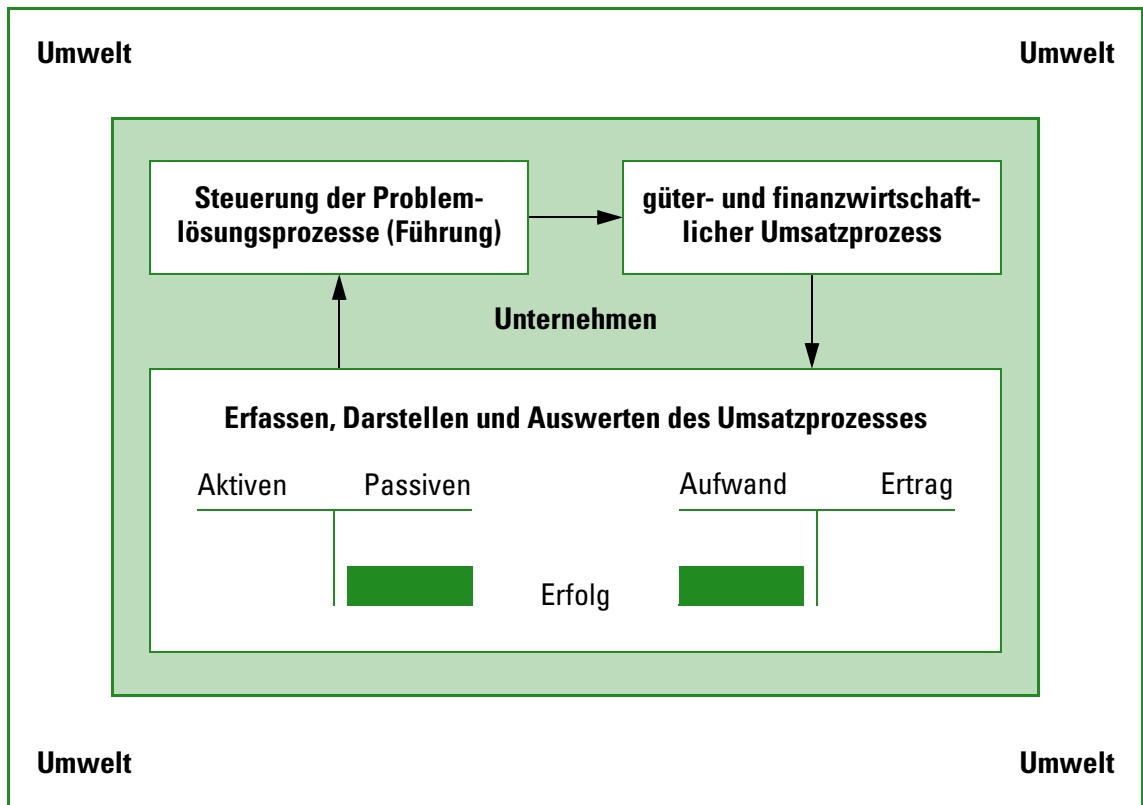 Umwelt
Umwelt
Steuerung der Problem-
lösungsprozesse (Führung)
güter- und finanzwirtschaft-
licher Umsatzprozess
Unternehmen
Erfassen, Darstellen und Auswerten des Umsatzprozesses
Aktiven
Passiven
Aufwand
Ertrag
Erfolg
Umwelt
Umwelt